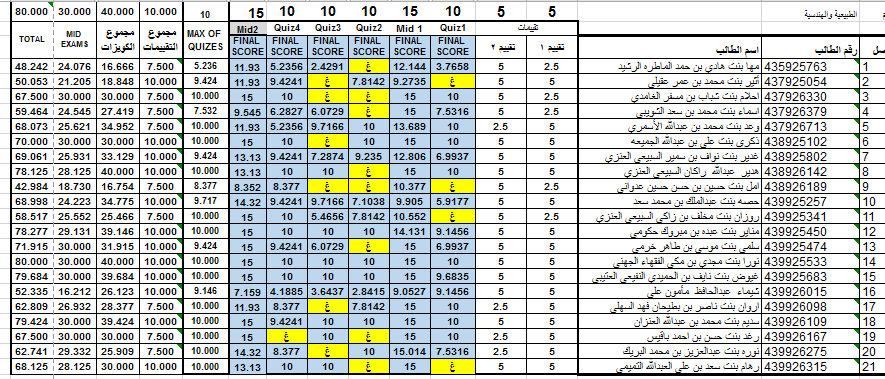 80.000 30.000 40.000 10.000 10 15 10 10 10 15 10 5 5 الطبيعية والهندسية
TOTAL MID EXAMS مجموع الكويزات مجموع التقييمات MAX OF QUIZES Mid2 Quiz4 Quiz3 Quiz2 Mid 1 Quiz1 تقييمات
FINAL SCORE FINAL SCORE FINAL SCORE FINAL SCORE FINAL SCORE FINAL SCORE تقييم ٢ تقييم ١ اسم الطالب رقم الطالب
48.242 24.076 16.666 7.500 5.236 11.93 5.2356 2.4291 غ 12.144 3.7658 5 2.5 مها بنت هادي بن حمد الماطره الرشيد 435925763 1
50.053 21.205 18.848 10.000 9.424 11.93 9.4241 غ 7.8142 9.2735 غ 5 5 أثير بنت محمد بن عمر عقيلي 437925054 2
67.500 30.000 30.000 7.500 10.000 15 10 غ غ 15 10 5 2.5 احلام بنت شباب بن مسفر الغامدي 437926330 3
59.464 24.545 27.419 7.500 7.532 9.545 6.2827 6.0729 غ 15 7.5316 5 2.5 اسماء بنت محمد بن سعد الثويبي 437926379 4
68.073 25.621 34.952 7.500 10.000 11.93 5.2356 9.7166 10 13.689 10 2.5 5 وعد بنت محمد بن عبدالله الأسمري 437926713 5
70.000 30.000 30.000 10.000 10.000 15 10 غ 10 15 10 5 5 ذكرى بنت علي بن عبدالله الجميعه 438925102 6
69.061 25.931 33.129 10.000 9.424 13.13 9.4241 7.2874 9.235 12.806 6.9937 5 5 غدير بنت نواف بن سمير السبيعي العنزي 438925802 7
78.125 28.125 40.000 10.000 10.000 13.13 10 10 غ 15 10 5 5 هدير عبدالله راكان السبيعي العنزي 438926142 8
42.984 18.730 16.754 7.500 8.377 8.352 8.377 غ غ 10.377 غ 5 2.5 امل بنت حسين بن حسن حسين عدواني 438926189 9
68.998 24.223 34.775 10.000 9.717 14.32 9.4241 9.7166 7.1038 9.905 5.9177 5 5 حصه بنت عبدالملك بن محمد سعد 439925257 10
58.517 25.552 25.466 7.500 10.000 15 10 5.4656 7.8142 10.552 غ 5 2.5 روزان بنت مخلف بن زاكي السبيعي العنزي 439925341 11
78.277 29.131 39.146 10.000 10.000 15 10 10 10 14.131 9.1456 5 5 منایر بنت عبده بن مبروك حكومي 439925450 12
71.915 30.000 31.915 10.000 9.424 15 9.4241 6.0729 غ 15 6.9937 5 5 سلمى بنت موسى بن طاهر خرمي 439925474 13
80.000 30.000 40.000 10.000 10.000 15 10 10 10 15 10 5 5 نورا بنت مجدي بن مكي الفقهاء الجهني 439925533 14
79.684 30.000 39.684 10.000 10.000 15 10 10 10 15 9.6835 5 5 غيوض بنت نايف بن الحميدي النفيعي العتيبي 439925683 15
52.335 16.212 26.123 10.000 9.146 7.159 4.1885 3.6437 2.8415 9.0527 9.1456 5 5 شيماء عبدالحافظ مأمون علي 439926015 16
62.809 26.932 28.377 7.500 10.000 11.93 8.377 غ 7.8142 15 10 2.5 5 اروان بنت ناصر بن بطيحان فهد السهلي 439926098 17
79.424 30.000 39.424 10.000 10.000 15 9.4241 10 10 15 10 5 5 سديم بنت محمد بن عبدالله العنزان 439926109 18
67.500 30.000 30.000 7.500 10.000 15 غ 10 غ 15 10 2.5 5 رغد بنت حسن بن احمد باقيس 439926167 19
62.741 29.332 25.909 7.500 10.000 14.32 8.377 غ 10 15.014 7.5316 2.5 5 نوره بنت عبدالعزيز بن محمد البريك 439926275 20
68.125 28.125 30.000 10.000 10.000 13.13 10 10 غ 15 غ 5 5 رهام بنت سعد بن علي العبدالله التميمي 439926315 21